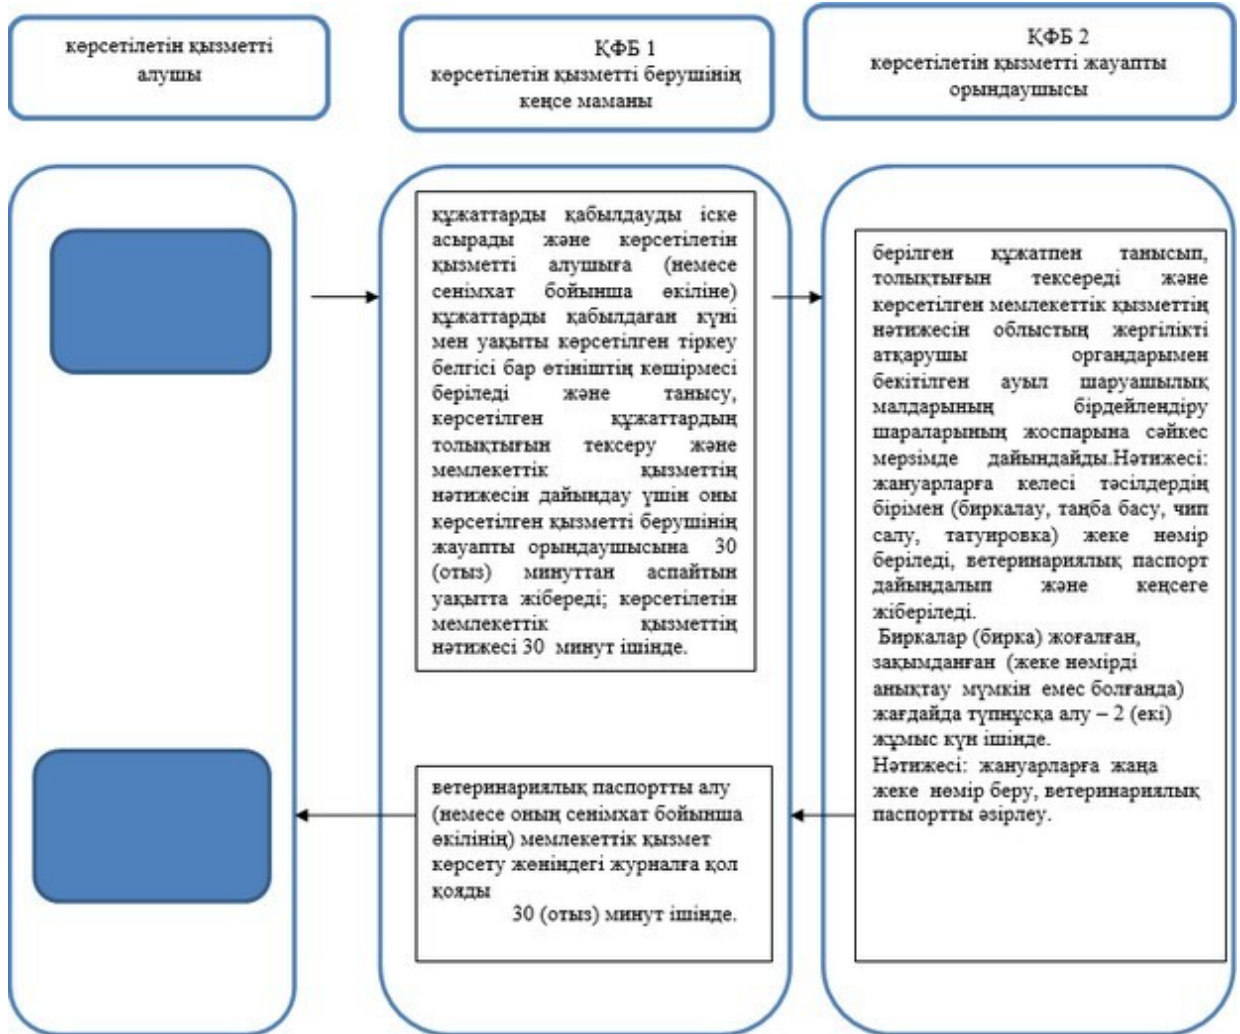 көрсетілетін қызметті
алушы
ҚФБ 1
көрсетілетін қызметті берушінің
кеңсе маманы
ҚФБ 2
көрсетілетін қызметті жауапты
орындаушысы
құжаттарды қабылдауды іске
асырады және көрсетілетін
қызметті алушыға (немесе
сенімхат бойынша өкіліне)
құжаттарды қабылдаған күні
мен уақыты көрсетілген тіркеу
белгісі бар өтініштің көшірмесі
беріледі және танысу,
көрсетілген құжаттардың
толықтығын тексеру және
мемлекеттік қызметтің
нәтижесін дайындау үшін оны
көрсетілген қызметті берушінің
жауапты орындаушысына 30
(отыз) минуттан аспайтын
уақытта жібереді; көрсетілетін
мемлекеттік қызметтің
нәтижесі 30 минут ішінде.
берілген құжатпен танысып,
толықтығын тексереді және
көрсетілген мемлекеттік қызметтің
нәтижесін облыстың жергілікті
атқарушы органдарымен
бекітілген ауыл шаруашылық
малдарының бірдейлендіру
шараларының жоспарына сәйкес
мерзімде дайындайды.Нәтижесі:
жануарларға келесі тәсілдердің
бірімен (биркалау, таңба басу, чип
салу, татуировка) жеке нөмір
беріледі, ветеринариялық паспорт
дайындалып және кеңсеге
жіберіледі.
Биркалар (бирка) жоғалған,
зақымданған (жеке нөмірді
анықтау мүмкін емес болғанда)
жағдайда түпнұсқа алу – 2 (екі)
жұмыс күн ішінде.
Нәтижесі: жануарларға жаңа
жеке нөмір беру, ветеринариялық
паспортты әзірлеу.
ветеринариялық паспортты алу
(немесе оның сенімхат бойынша
өкілінің) мемлекеттік қызмет
көрсету жөніндегі журналға қол
қояды
30 (отыз) минут ішінде.